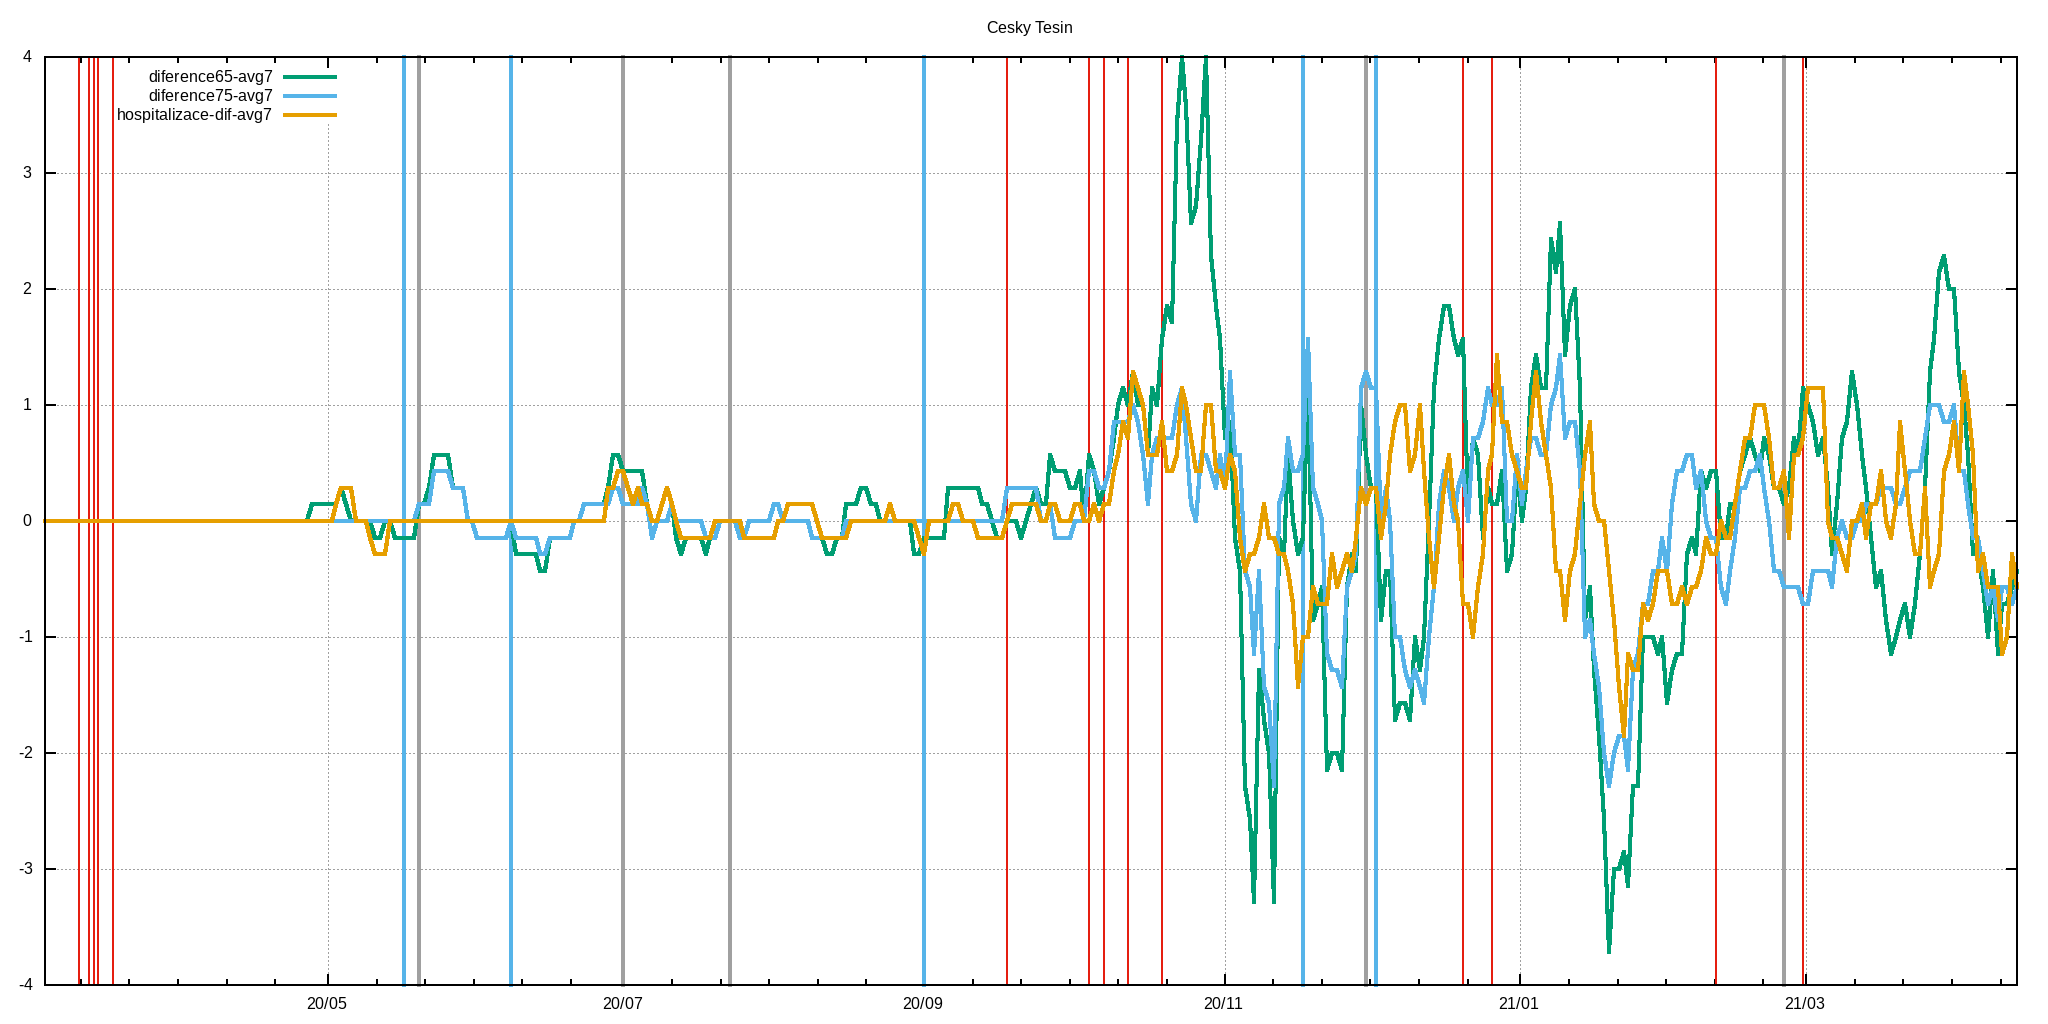 Cesky Tesin
4
3
2
1
0
-1
-2
-3
-4
diference65-avg7
diference75-avg7
hospitalizace-dif-avg7
20/05 20/07 20/09 20/11 21/01 21/03